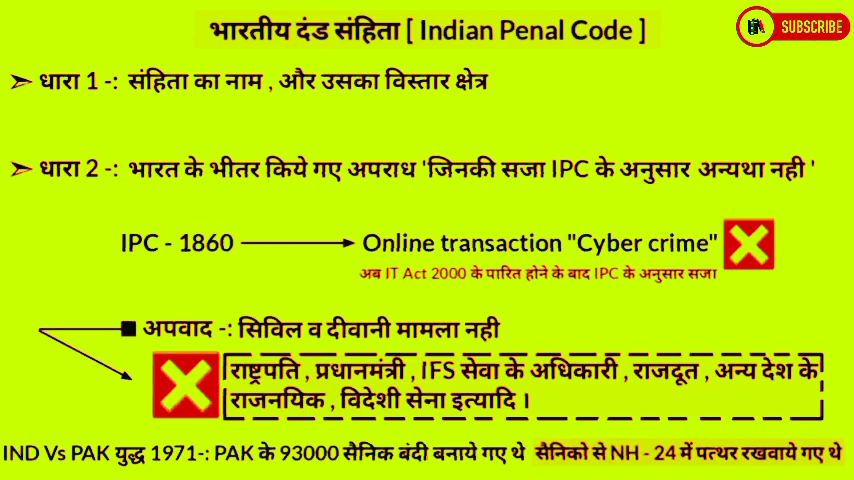 भारतीय दंड संहिता [ Indian Penal Code ]
SUBSCRIBE
➢ धारा 1 -: संहिता का नाम , और उसका विस्तार क्षेत्र
➢ धारा 2 -: भारत के भीतर किये गए अपराध 'जिनकी सजा IPC के अनुसार अन्यथा नही '
IPC - 1860 Online transaction "Cyber crime"
अब IT Act 2000 के पारित होने के बाद IPC के अनुसार सजा
■ अपवाद -: सिविल व दीवानी मामला नही
राष्ट्रपति , प्रधानमंत्री , IFS सेवा के अधिकारी , राजदूत , अन्य देश के
राजनयिक , विदेशी सेना इत्यादि ।
IND Vs PAK युद्ध 1971-: PAK के 93000 सैनिक बंदी बनाये गए थे सैनिको से NH - 24 में पत्थर रखवाये गए थे